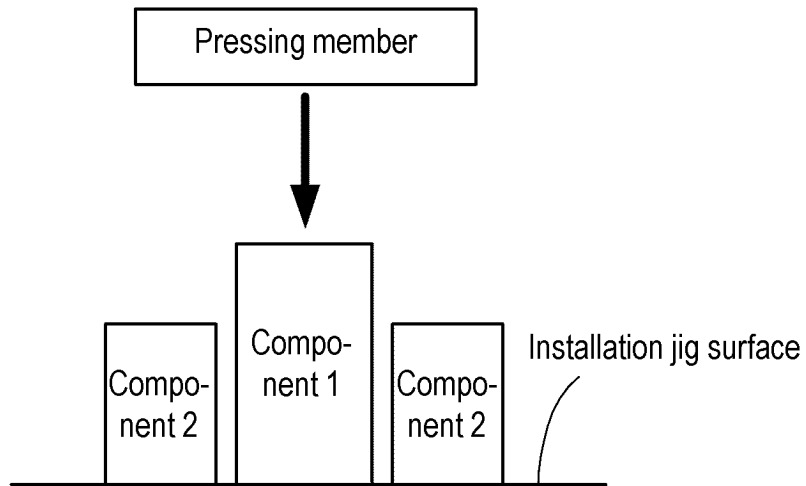 Pressing member
Compo-
nent 1
Installation jig surface
Compo-
nent 2
Compo-
nent 2